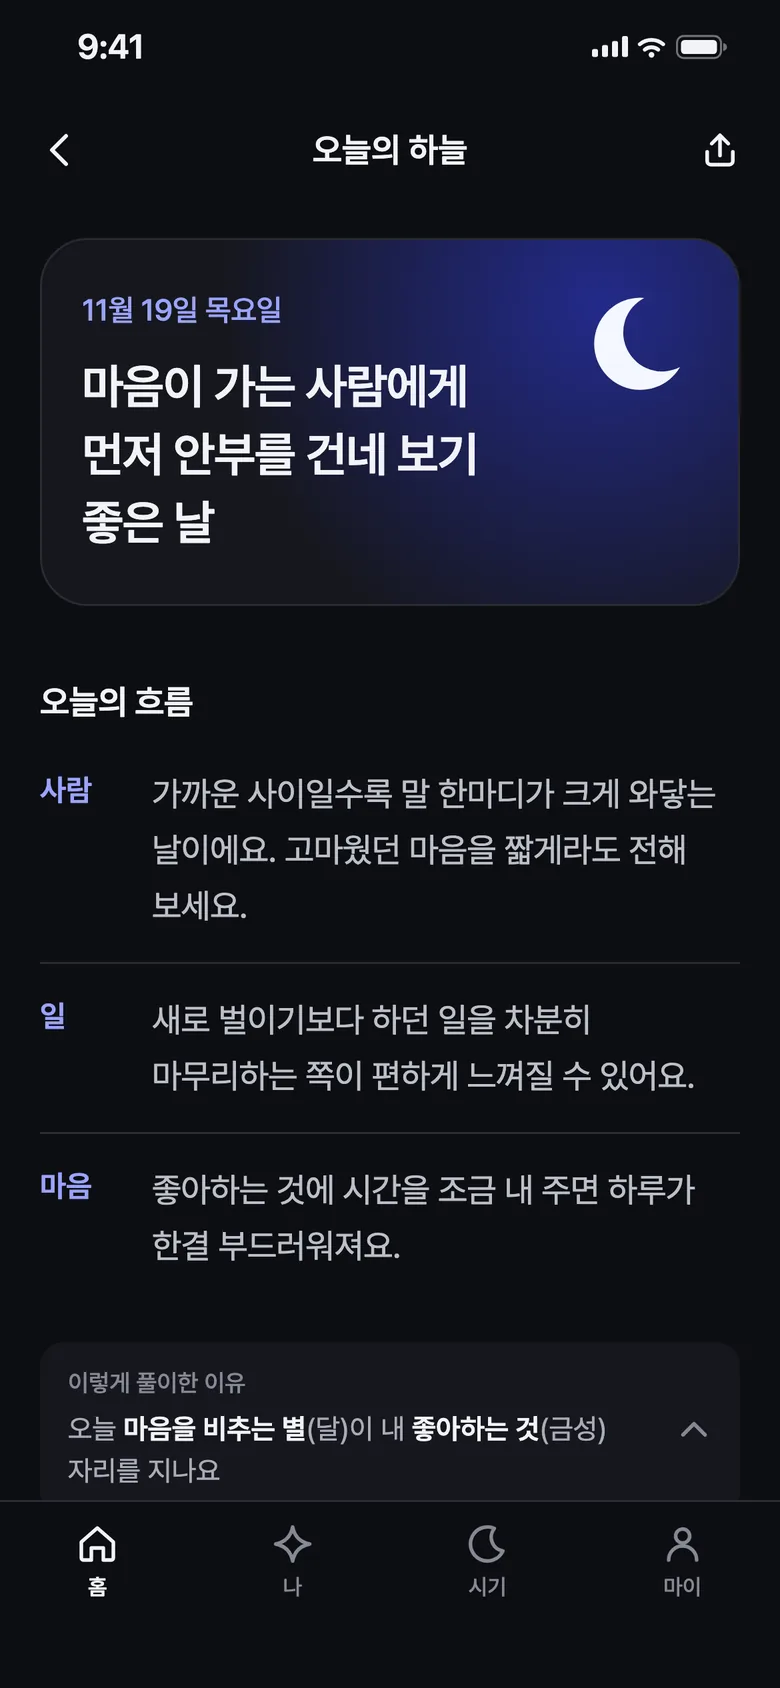 9:41
오늘의 하늘
11월 19일 목요일
마음이 가는 사람에게
먼저 안부를 건네 보기
좋은 날
오늘의 흐름
사람
가까운 사이일수록 말 한마디가 크게 와닿는
날이에요. 고마웠던 마음을 짧게라도 전해
보세요.
일
새로 벌이기보다 하던 일을 차분히
마무리하는 쪽이 편하게 느껴질 수 있어요.
마음
좋아하는 것에 시간을 조금 내 주면 하루가
한결 부드러워져요.
이렇게 풀이한 이유
오늘 마음을 비추는 별(달)이 내 좋아하는 것(금성)
자리를 지나요
홈
나
시기
마이